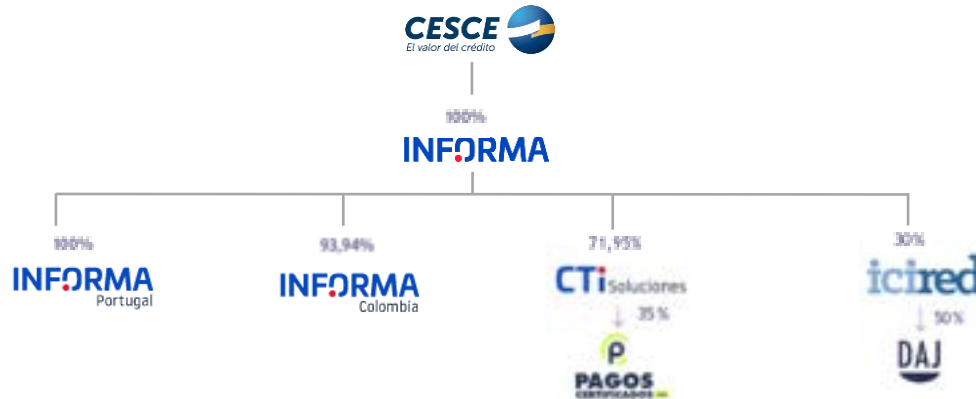 CESCE
El valor del crédito
100%
INFORMA
100%
INFORMA
Portugal
93,94%
INFORMA
Colombia
71,95%
CTi Soluciones
35%
PAGOS
CERTIFICADOS
30%
icired
50%
DAJ